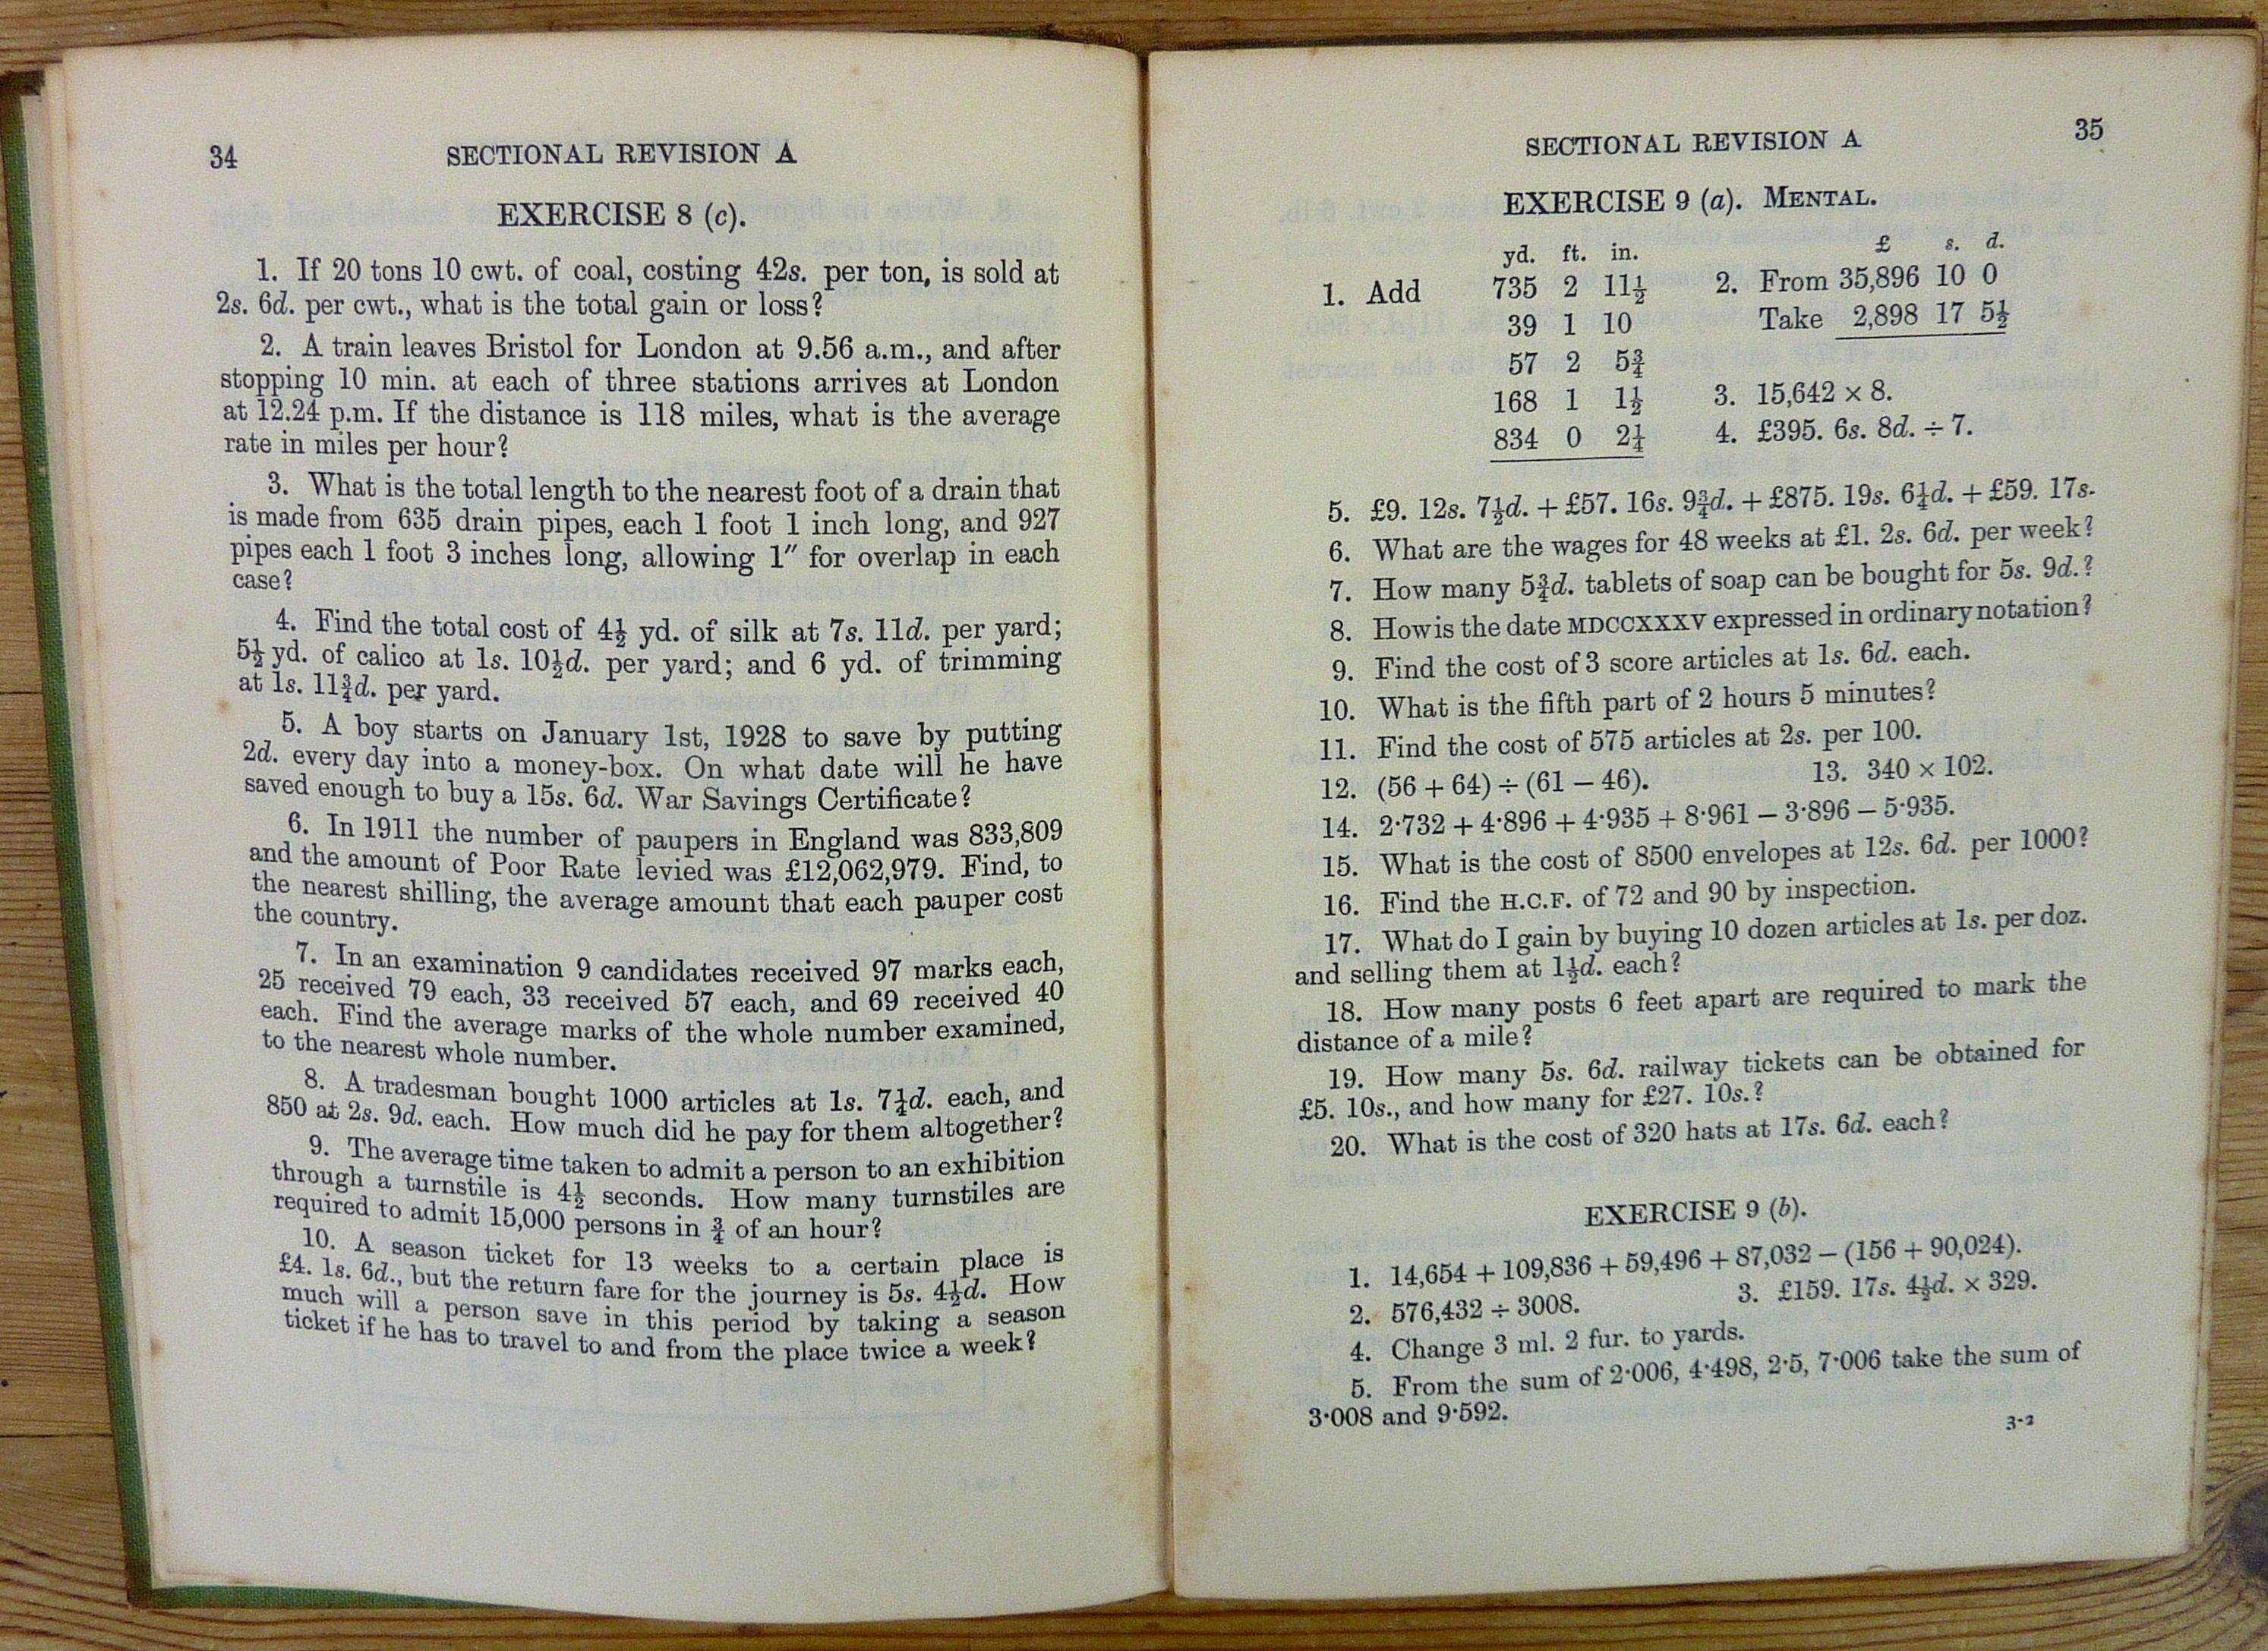 34
SECTIONAL REVISION A
EXERCISE 8 (c).
1. If 20 tons 10 cwt. of coal, costing 42s. per ton, is sold at
2s. 6d. per cwt., what is the total gain or loss?
2. A train leaves Bristol for London at 9.56 a.m., and after
stopping 10 min. at each of three stations arrives at London
at 12.24 p.m. If the distance is 118 miles, what is the average
rate in miles per hour?
3. What is the total length to the nearest foot of a drain that
is made from 635 drain pipes, each 1 foot 1 inch long, and 927
pipes each 1 foot 3 inches long, allowing 1″ for overlap in each
case?
4. Find the total cost of 4½ yd. of silk at 7s. 11d. per yard;
5½ yd. of calico at 1s. 10½d. per yard; and 6 yd. of trimming
at 1s. 11¾d. per yard.
5. A boy starts on January 1st, 1928 to save by putting
2d. every day into a money-box. On what date will he have
saved enough to buy a 15s. 6d. War Savings Certificate?
6. In 1911 the number of paupers in England was 833,809
and the amount of Poor Rate levied was £12,062,979. Find, to
the nearest shilling, the average amount that each pauper cost
the country.
7. In an examination 9 candidates received 97 marks each,
25 received 79 each, 33 received 57 each, and 69 received 40
each. Find the average marks of the whole number examined,
to the nearest whole number.
8. A tradesman bought 1000 articles at 1s. 7¼d. each, and
850 at 2s. 9d. each. How much did he pay for them altogether?
9. The average time taken to admit a person to an exhibition
through a turnstile is 4½ seconds. How many turnstiles are
required to admit 15,000 persons in ¾ of an hour?
10. A season ticket for 13 weeks to a certain place is
£4. 1s. 6d., but the return fare for the journey is 5s. 4½d. How
much will a person save in this period by taking a season
ticket if he has to travel to and from the place twice a week?
SECTIONAL REVISION A
35
EXERCISE 9 (a). MENTAL.
yd. ft. in.
1. Add 735 2 11½
39 1 10
57 2 5¾
168 1 1½
834 0 2¼
£ s. d.
2. From 35,896 10 0
Take 2,898 17 5½
3. 15,642 × 8.
4. £395. 6s. 8d. ÷ 7.
5. £9. 12s. 7½d. + £57. 16s. 9¾d. + £875. 19s. 6¼d. + £59. 17s.
6. What are the wages for 48 weeks at £1. 2s. 6d. per week?
7. How many 5¾d. tablets of soap can be bought for 5s. 9d.?
8. How is the date MDCCXXXV expressed in ordinary notation?
9. Find the cost of 3 score articles at 1s. 6d. each.
10. What is the fifth part of 2 hours 5 minutes?
11. Find the cost of 575 articles at 2s. per 100.
12. (56 + 64) ÷ (61 – 46). 13. 340 × 102.
14. 2·732 + 4·896 + 4·935 + 8·961 – 3·896 – 5·935.
15. What is the cost of 8500 envelopes at 12s. 6d. per 1000?
16. Find the H.C.F. of 72 and 90 by inspection.
17. What do I gain by buying 10 dozen articles at 1s. per doz.
and selling them at 1½d. each?
18. How many posts 6 feet apart are required to mark the
distance of a mile?
19. How many 5s. 6d. railway tickets can be obtained for
£5. 10s., and how many for £27. 10s.?
20. What is the cost of 320 hats at 17s. 6d. each?
EXERCISE 9 (b).
1. 14,654 + 109,836 + 59,496 + 87,032 – (156 + 90,024).
2. 576,432 ÷ 3008. 3. £159. 17s. 4½d. × 329.
4. Change 3 ml. 2 fur. to yards.
5. From the sum of 2·006, 4·498, 2·5, 7·006 take the sum of
3·008 and 9·592.
3-2